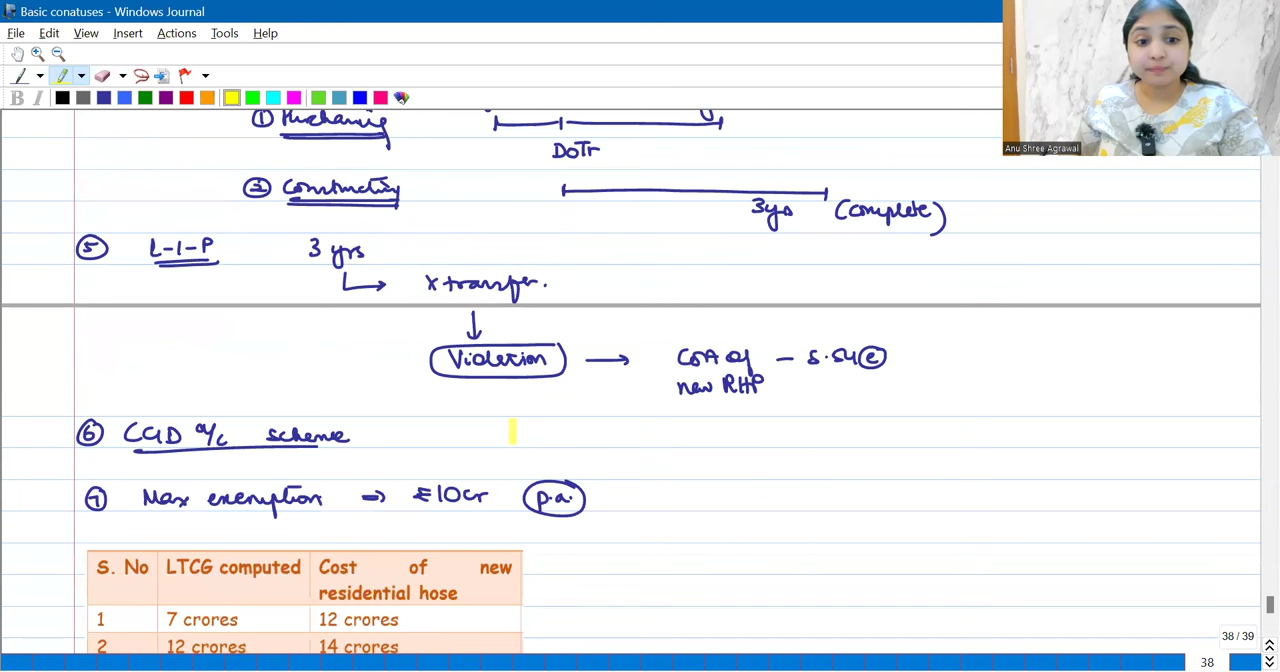 Basic conatuses - Windows Journal
File Edit View Insert Actions Tools Help
B I
Anu Shree Agrawal
① Purchasing
DoTr
② Constructing
3yrs (Complete)
⑤ L-I-P 3 yrs
x transfer.
Violation → COA of - S.54 ⓔ
new RHP
⑥ CGD a/c scheme
⑦ Max exemption ⇒ ₹10cr p.a.
S. No LTCG computed Cost of new
residential hose
1 7 crores 12 crores
2 12 crores 14 crores
38 / 39
38